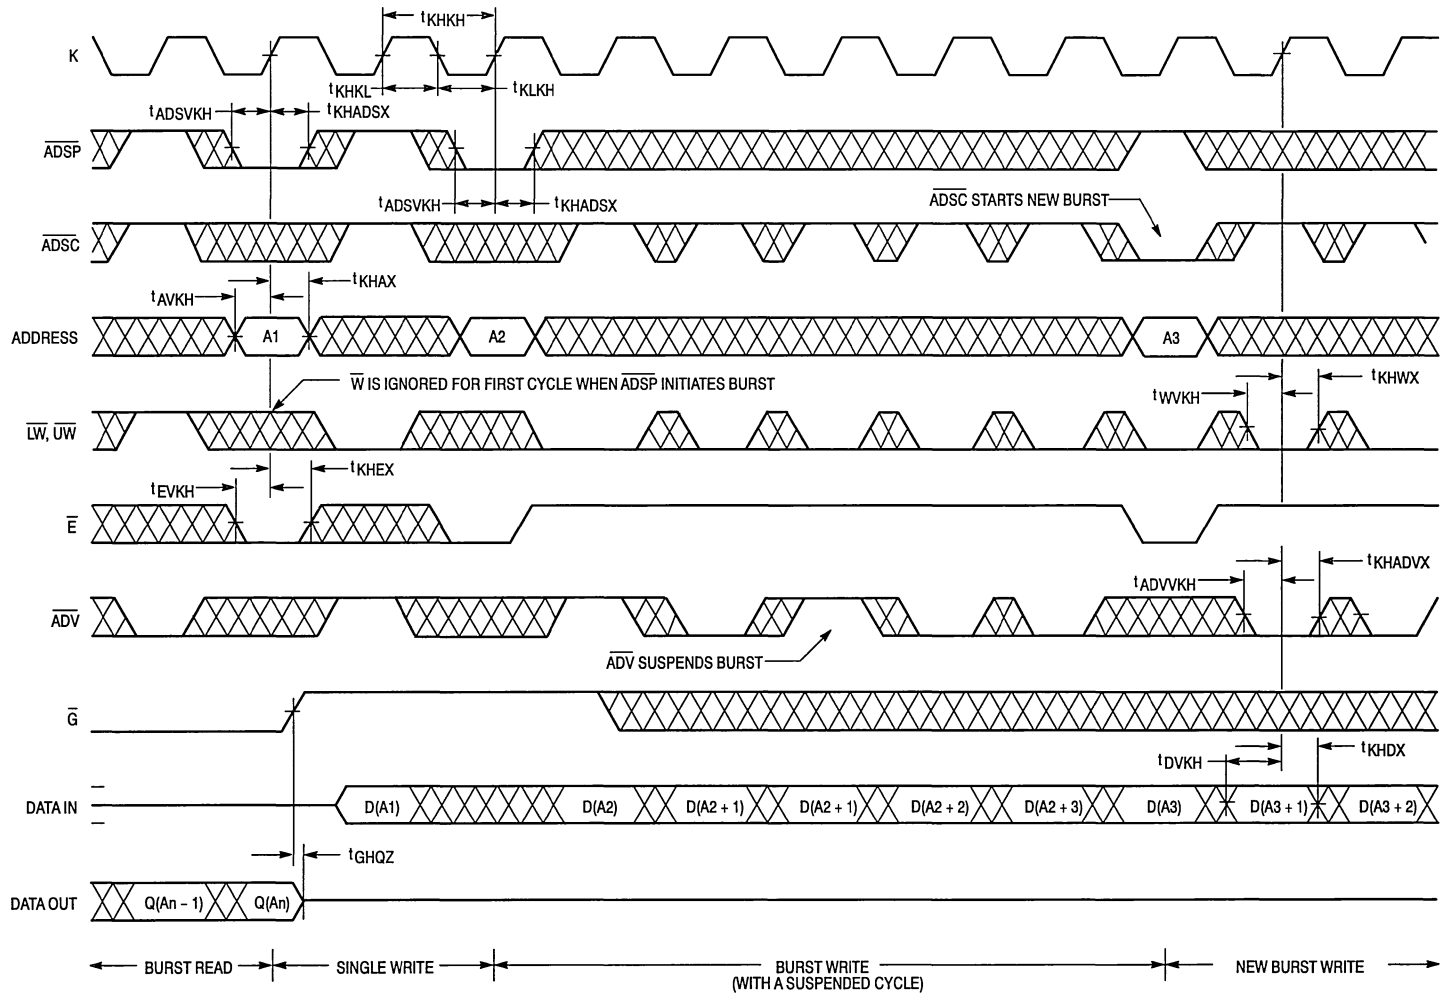 tKHKH
K
tKHKL
tKLKH
tADSVKH
tKHADSX
ADSP
tADSVKH
tKHADSX
ADSC STARTS NEW BURST
ADSC
tKHAX
tAVKH
ADDRESS
A1
A2
A3
W IS IGNORED FOR FIRST CYCLE WHEN ADSP INITIATES BURST
tKHWX
tWVKH
LW, UW
tKHEX
tEVKH
E
tKHADVX
tADVVKH
ADV
ADV SUSPENDS BURST
G
tKHDX
tDVKH
DATA IN
D(A1)
D(A2)
D(A2 + 1)
D(A2 + 1)
D(A2 + 2)
D(A2 + 3)
D(A3)
D(A3 + 1)
D(A3 + 2)
tGHQZ
DATA OUT
Q(An – 1)
Q(An)
BURST READ
SINGLE WRITE
BURST WRITE
(WITH A SUSPENDED CYCLE)
NEW BURST WRITE